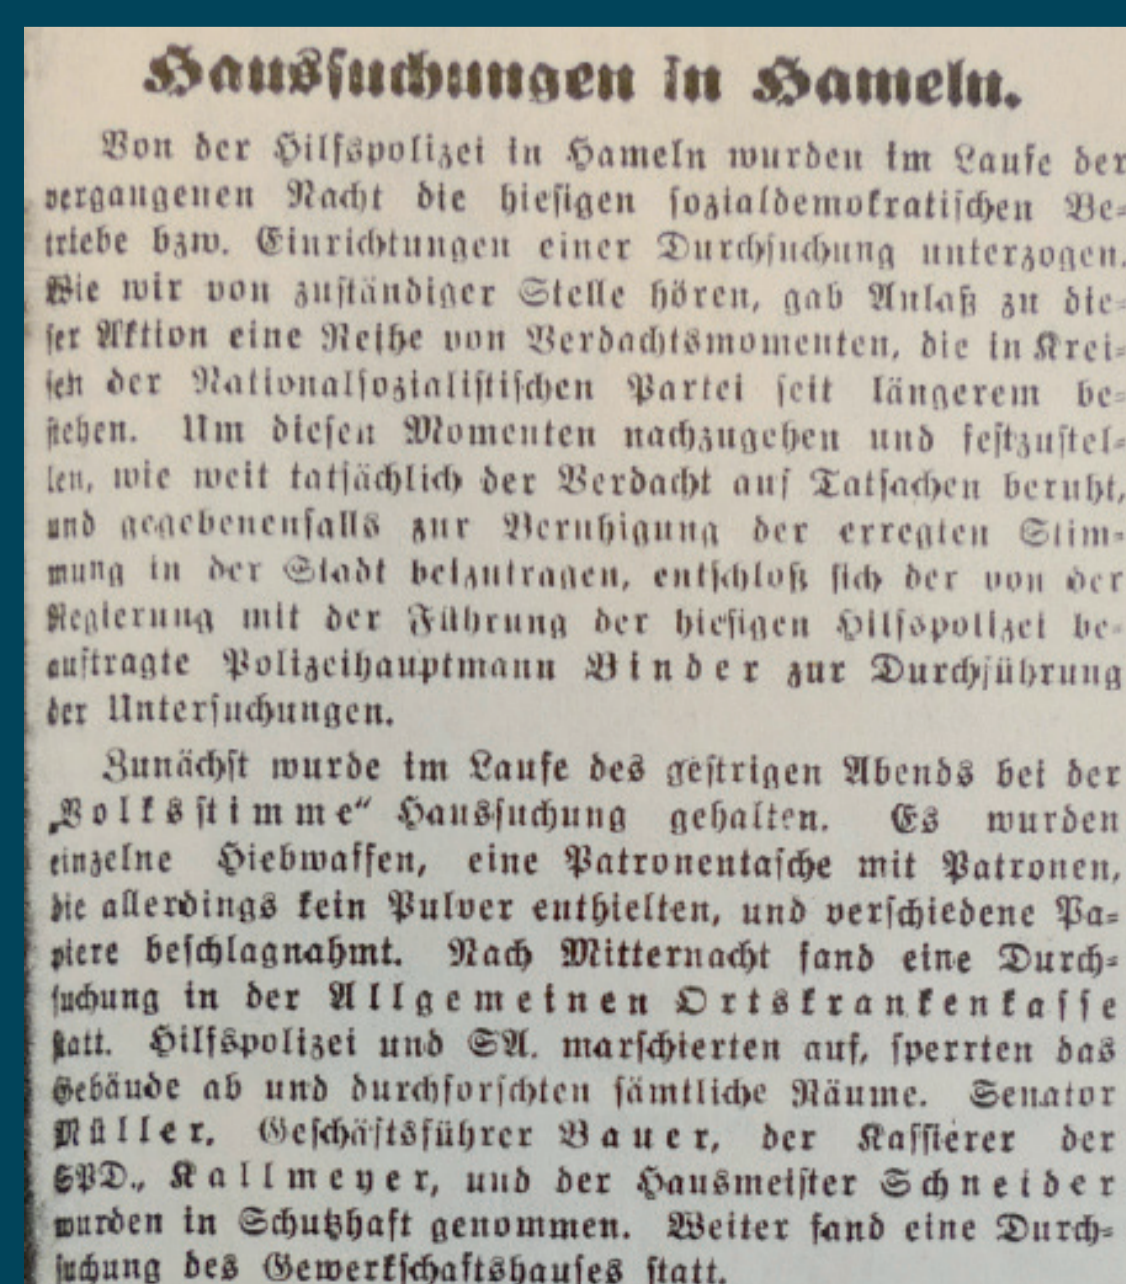 Haussuchungen in Hameln.
Von der Hilfspolizei in Hameln wurden im Laufe der
vergangenen Nacht die hiesigen sozialdemokratischen Be-
triebe bzw. Einrichtungen einer Durchsuchung unterzogen.
Wie wir von zuständiger Stelle hören, gab Anlaß zu die-
ser Aktion eine Reihe von Verdachtsmomenten, die in Krei-
sen der Nationalsozialistischen Partei seit längerem be-
stehen. Um diesen Momenten nachzugehen und festzustel-
len, wie weit tatsächlich der Verdacht auf Tatsachen beruht,
und gegebenenfalls zur Beruhigung der erregten Stim-
mung in der Stadt beizutragen, entschloß sich der von der
Regierung mit der Führung der hiesigen Hilfspolizei be-
auftragte Polizeihauptmann Binder zur Durchführung
der Untersuchungen.
Zunächst wurde im Laufe des gestrigen Abends bei der
„Volksstimme“ Haussuchung gehalten. Es wurden
einzelne Hiebwaffen, eine Patronentasche mit Patronen,
die allerdings kein Pulver enthielten, und verschiedene Pa-
piere beschlagnahmt. Nach Mitternacht fand eine Durch-
suchung in der Allgemeinen Ortskrankenkasse
statt. Hilfspolizei und SA. marschierten auf, sperrten das
Gebäude ab und durchforschten sämtliche Räume. Senator
Müller, Geschäftsführer Bauer, der Kassierer der
SPD., Kallmeyer, und der Hausmeister Schneider
wurden in Schutzhaft genommen. Weiter fand eine Durch-
suchung des Gewerkschaftshauses statt.